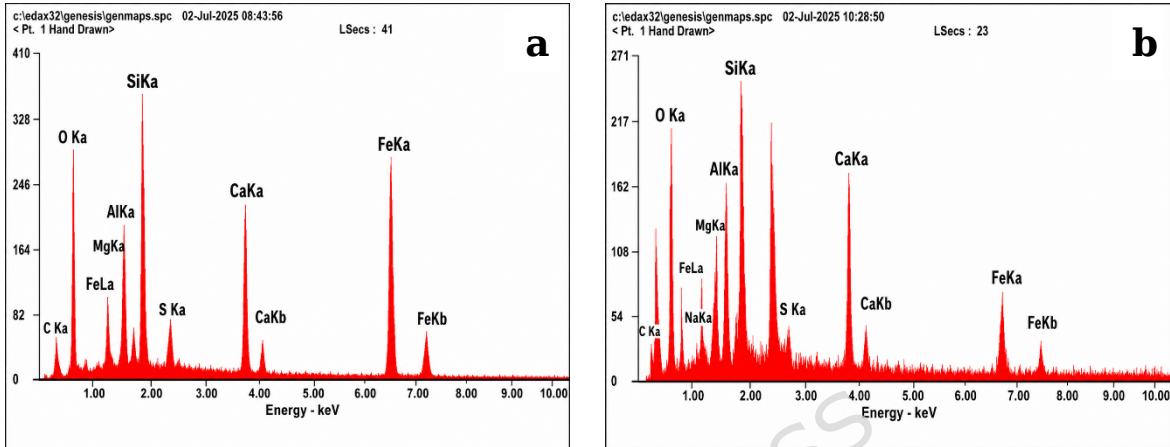 c:\edax32\genesis\genmaps.spc 02-Jul-2025 08:43:56
< Pt. 1 Hand Drawn>
LSecs : 41
a
410
328
246
164
82
0
C Ka
O Ka
FeLa
MgKa
AlKa
SiKa
S Ka
CaKa
CaKb
FeKa
FeKb
1.00 2.00 3.00 4.00 5.00 6.00 7.00 8.00 9.00 10.00
Energy - keV
c:\edax32\genesis\genmaps.spc 02-Jul-2025 10:28:50
< Pt. 1 Hand Drawn>
LSecs : 23
b
271
217
162
108
54
0
C Ka
O Ka
FeLa
NaKa
MgKa
AlKa
SiKa
S Ka
CaKa
CaKb
FeKa
FeKb
1.00 2.00 3.00 4.00 5.00 6.00 7.00 8.00 9.00 10.00
Energy - keV